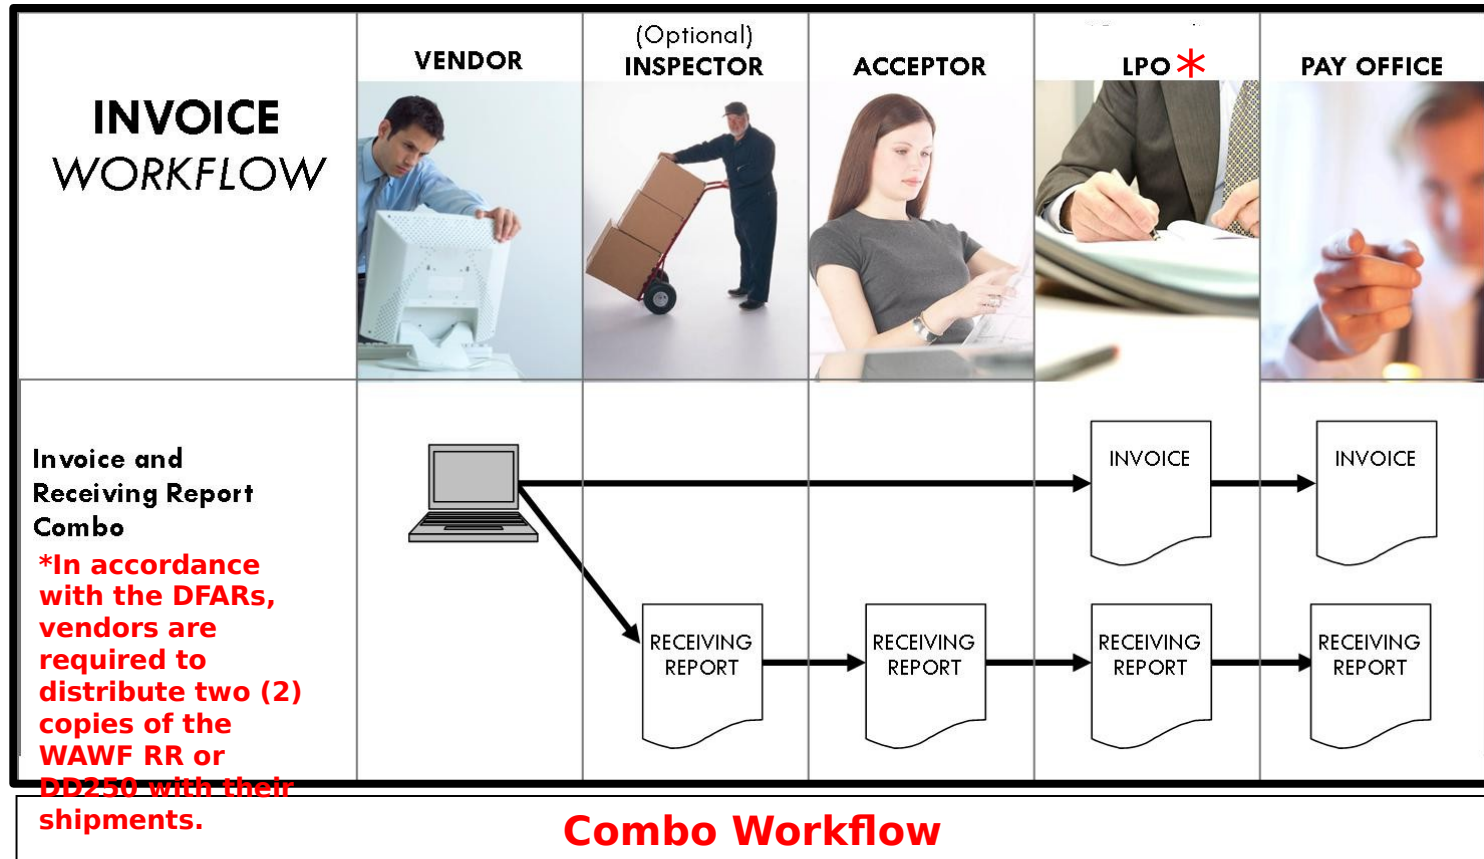 INVOICE
WORKFLOW
VENDOR
(Optional)
INSPECTOR
ACCEPTOR
LPO *
PAY OFFICE
Invoice and
Receiving Report
Combo
*In accordance
with the DFARs,
vendors are
required to
distribute two (2)
copies of the
WAWF RR or
DD250 with their
shipments.
INVOICE
INVOICE
RECEIVING
REPORT
RECEIVING
REPORT
RECEIVING
REPORT
RECEIVING
REPORT
Combo Workflow